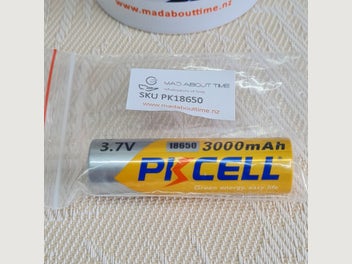 www.madabouttime.nz
MAD ABOUT TIME
SKU PK18650
www.madabouttime.nz
3.7V 18650 3000mAh
PKCELL
Green energy, easy life